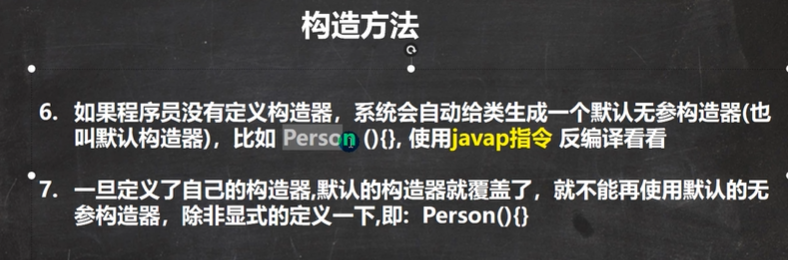 构造方法
6. 如果程序员没有定义构造器，系统会自动给类生成一个默认无参构造器(也
叫默认构造器)，比如 Person (){}, 使用javap指令 反编译看看
7. 一旦定义了自己的构造器,默认的构造器就覆盖了，就不能再使用默认的无
参构造器，除非显式的定义一下,即: Person(){}